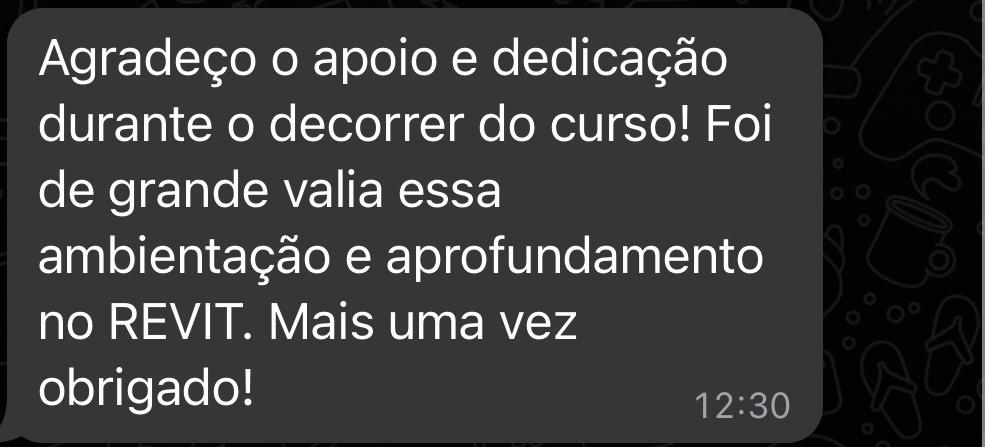 Agradeço o apoio e dedicação
durante o decorrer do curso! Foi
de grande valia essa
ambientação e aprofundamento
no REVIT. Mais uma vez
obrigado!
12:30